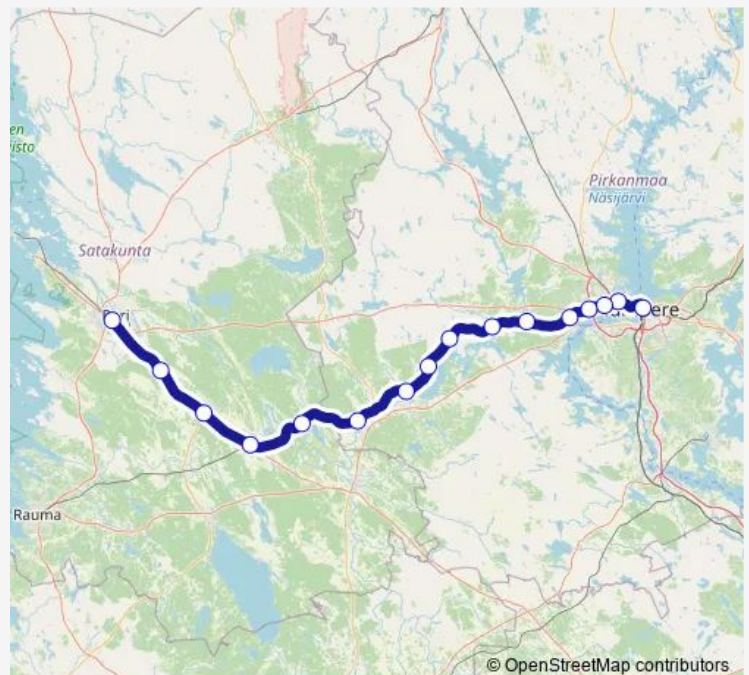 Pirkanmaa
Näsijärvi
Satakunta
Rauma
© OpenStreetMap contributors